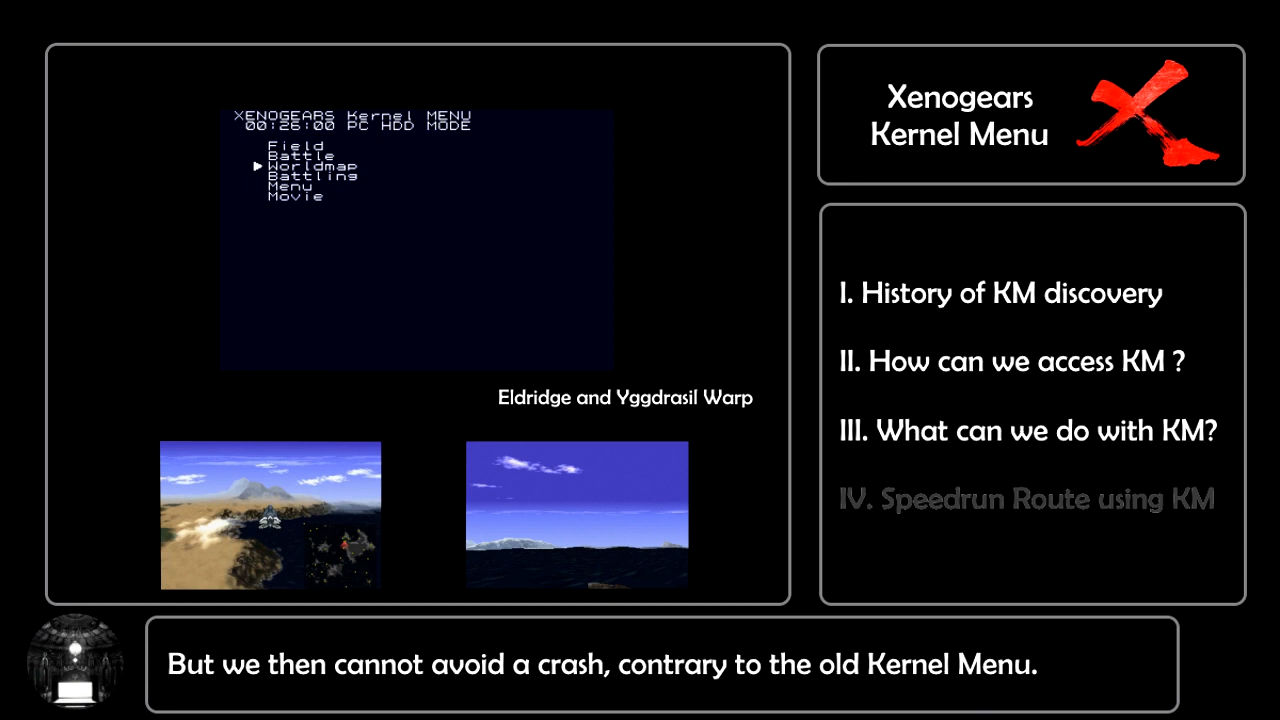 XENOGEARS Kernel MENU
00:26:00 PC HDD MODE
Field
Battle
Worldmap
Battling
Menu
Movie
Eldridge and Yggdrasil Warp
Xenogears
Kernel Menu
I. History of KM discovery
II. How can we access KM ?
III. What can we do with KM?
IV. Speedrun Route using KM
But we then cannot avoid a crash, contrary to the old Kernel Menu.